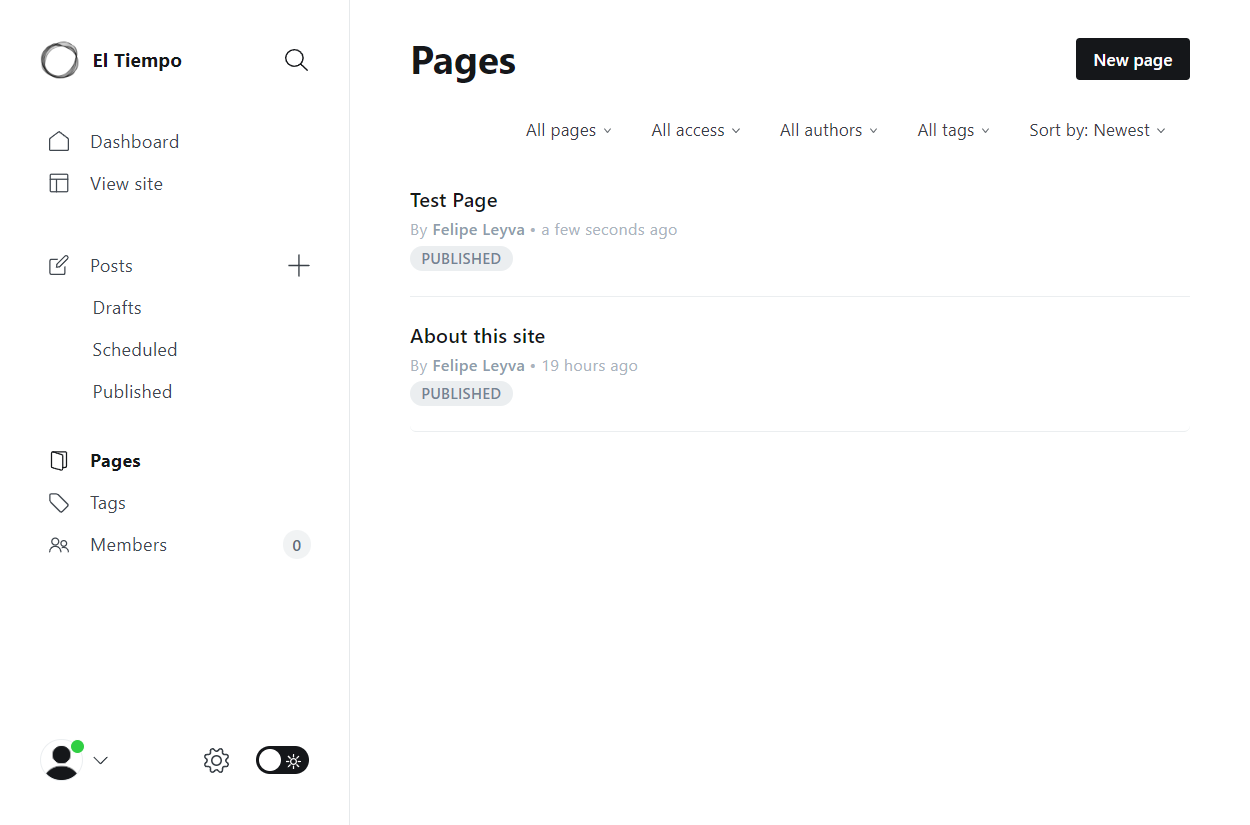 El Tiempo
Dashboard
View site
Posts
Drafts
Scheduled
Published
Pages
Tags
Members 0
Pages
New page
All pages All access All authors All tags Sort by: Newest
Test Page
By Felipe Leyva • a few seconds ago
PUBLISHED
About this site
By Felipe Leyva • 19 hours ago
PUBLISHED